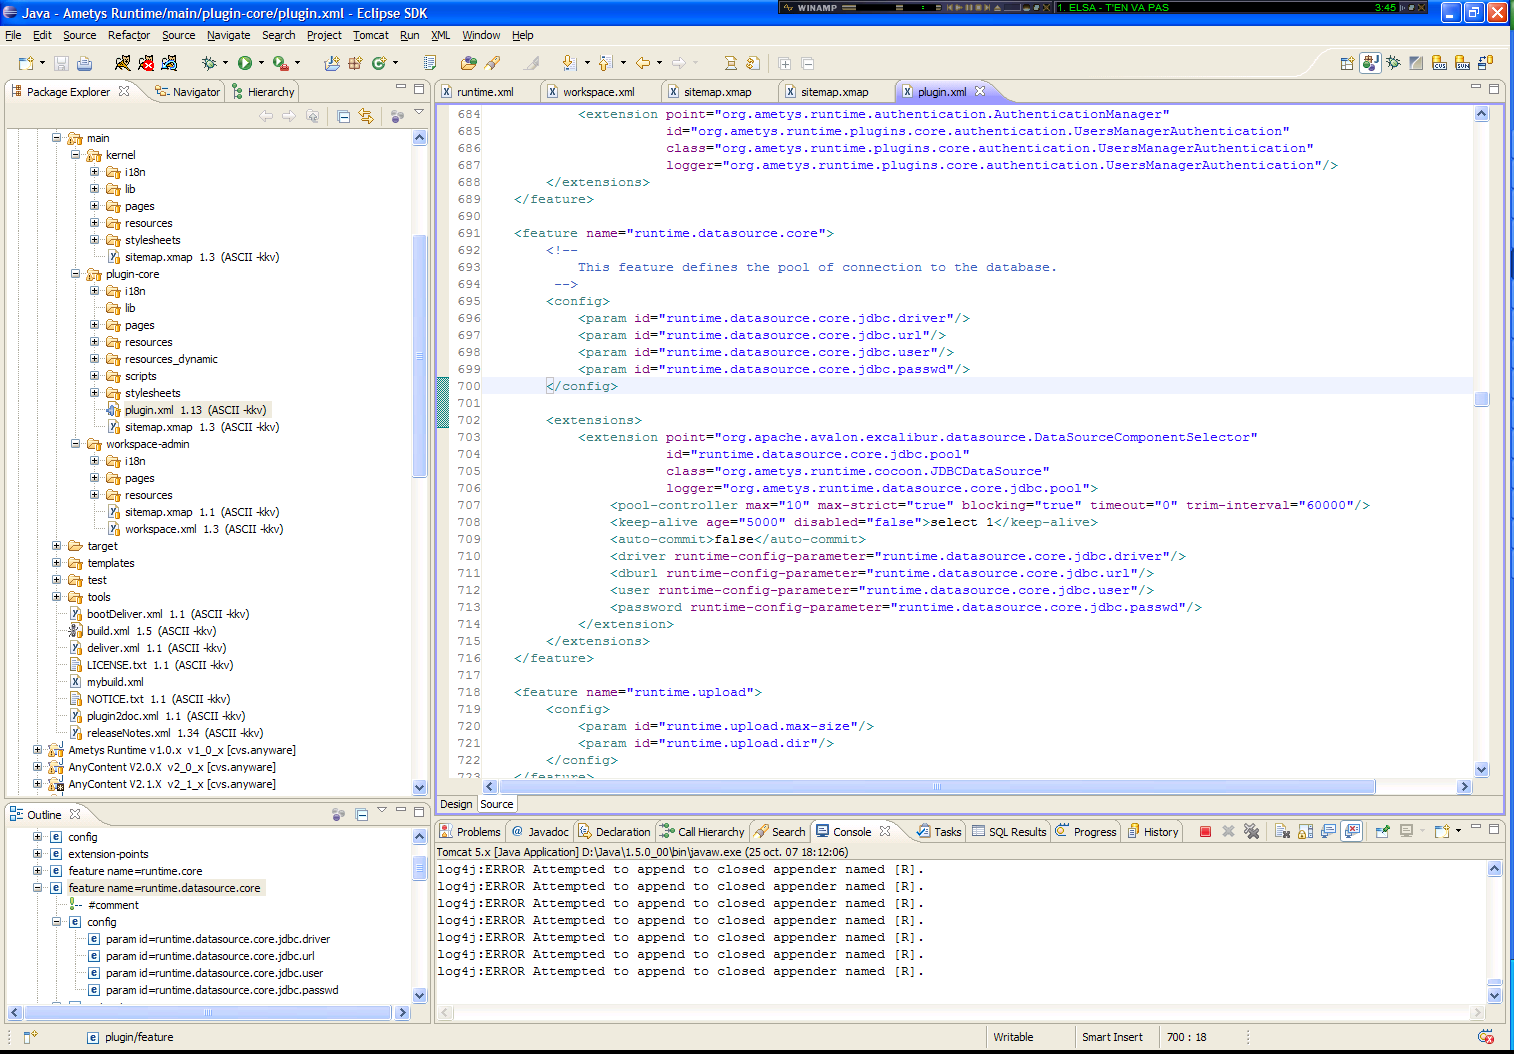 Java - Ametys Runtime/main/plugin-core/plugin.xml - Eclipse SDK
WINAMP
1. ELSA - T'EN VA PAS
3:45
File Edit Source Refactor Source Navigate Search Project Tomcat Run XML Window Help
Package Explorer
Navigator
Hierarchy
main
kernel
i18n
lib
pages
resources
stylesheets
sitemap.xmap 1.3 (ASCII -kkv)
plugin-core
i18n
lib
pages
resources
resources_dynamic
scripts
stylesheets
plugin.xml 1.13 (ASCII -kkv)
sitemap.xmap 1.3 (ASCII -kkv)
workspace-admin
i18n
pages
resources
sitemap.xmap 1.1 (ASCII -kkv)
workspace.xml 1.3 (ASCII -kkv)
target
templates
test
tools
bootDeliver.xml 1.1 (ASCII -kkv)
build.xml 1.5 (ASCII -kkv)
deliver.xml 1.1 (ASCII -kkv)
LICENSE.txt 1.1 (ASCII -kkv)
mybuild.xml
NOTICE.txt 1.1 (ASCII -kkv)
plugin2doc.xml 1.1 (ASCII -kkv)
releaseNotes.xml 1.34 (ASCII -kkv)
Ametys Runtime v1.0.x v1_0_x [cvs.anyware]
AnyContent V2.0.X v2_0_x [cvs.anyware]
AnyContent V2.1.X v2_1_x [cvs.anyware]
runtime.xml
workspace.xml
sitemap.xmap
sitemap.xmap
plugin.xml
684 <extension point="org.ametys.runtime.authentication.AuthenticationManager"
685 id="org.ametys.runtime.plugins.core.authentication.UsersManagerAuthentication"
686 class="org.ametys.runtime.plugins.core.authentication.UsersManagerAuthentication"
687 logger="org.ametys.runtime.plugins.core.authentication.UsersManagerAuthentication"/>
688 </extensions>
689 </feature>
690
691 <feature name="runtime.datasource.core">
692 <!--
693 This feature defines the pool of connection to the database.
694 -->
695 <config>
696 <param id="runtime.datasource.core.jdbc.driver"/>
697 <param id="runtime.datasource.core.jdbc.url"/>
698 <param id="runtime.datasource.core.jdbc.user"/>
699 <param id="runtime.datasource.core.jdbc.passwd"/>
700 </config>
701
702 <extensions>
703 <extension point="org.apache.avalon.excalibur.datasource.DataSourceComponentSelector"
704 id="runtime.datasource.core.jdbc.pool"
705 class="org.ametys.runtime.cocoon.JDBCDataSource"
706 logger="org.ametys.runtime.datasource.core.jdbc.pool">
707 <pool-controller max="10" max-strict="true" blocking="true" timeout="0" trim-interval="60000"/>
708 <keep-alive age="5000" disabled="false">select 1</keep-alive>
709 <auto-commit>false</auto-commit>
710 <driver runtime-config-parameter="runtime.datasource.core.jdbc.driver"/>
711 <dburl runtime-config-parameter="runtime.datasource.core.jdbc.url"/>
712 <user runtime-config-parameter="runtime.datasource.core.jdbc.user"/>
713 <password runtime-config-parameter="runtime.datasource.core.jdbc.passwd"/>
714 </extension>
715 </extensions>
716 </feature>
717
718 <feature name="runtime.upload">
719 <config>
720 <param id="runtime.upload.max-size"/>
721 <param id="runtime.upload.dir"/>
722 </config>
723 </feature>
Design Source
Outline
config
extension-points
feature name=runtime.core
feature name=runtime.datasource.core
#comment
config
param id=runtime.datasource.core.jdbc.driver
param id=runtime.datasource.core.jdbc.url
param id=runtime.datasource.core.jdbc.user
param id=runtime.datasource.core.jdbc.passwd
Problems Javadoc Declaration Call Hierarchy Search Console Tasks SQL Results Progress History
Tomcat 5.x [Java Application] D:\Java\1.5.0_00\bin\javaw.exe (25 oct. 07 18:12:06)
log4j:ERROR Attempted to append to closed appender named [R].
log4j:ERROR Attempted to append to closed appender named [R].
log4j:ERROR Attempted to append to closed appender named [R].
log4j:ERROR Attempted to append to closed appender named [R].
log4j:ERROR Attempted to append to closed appender named [R].
log4j:ERROR Attempted to append to closed appender named [R].
log4j:ERROR Attempted to append to closed appender named [R].
plugin/feature
Writable
Smart Insert
700 : 18